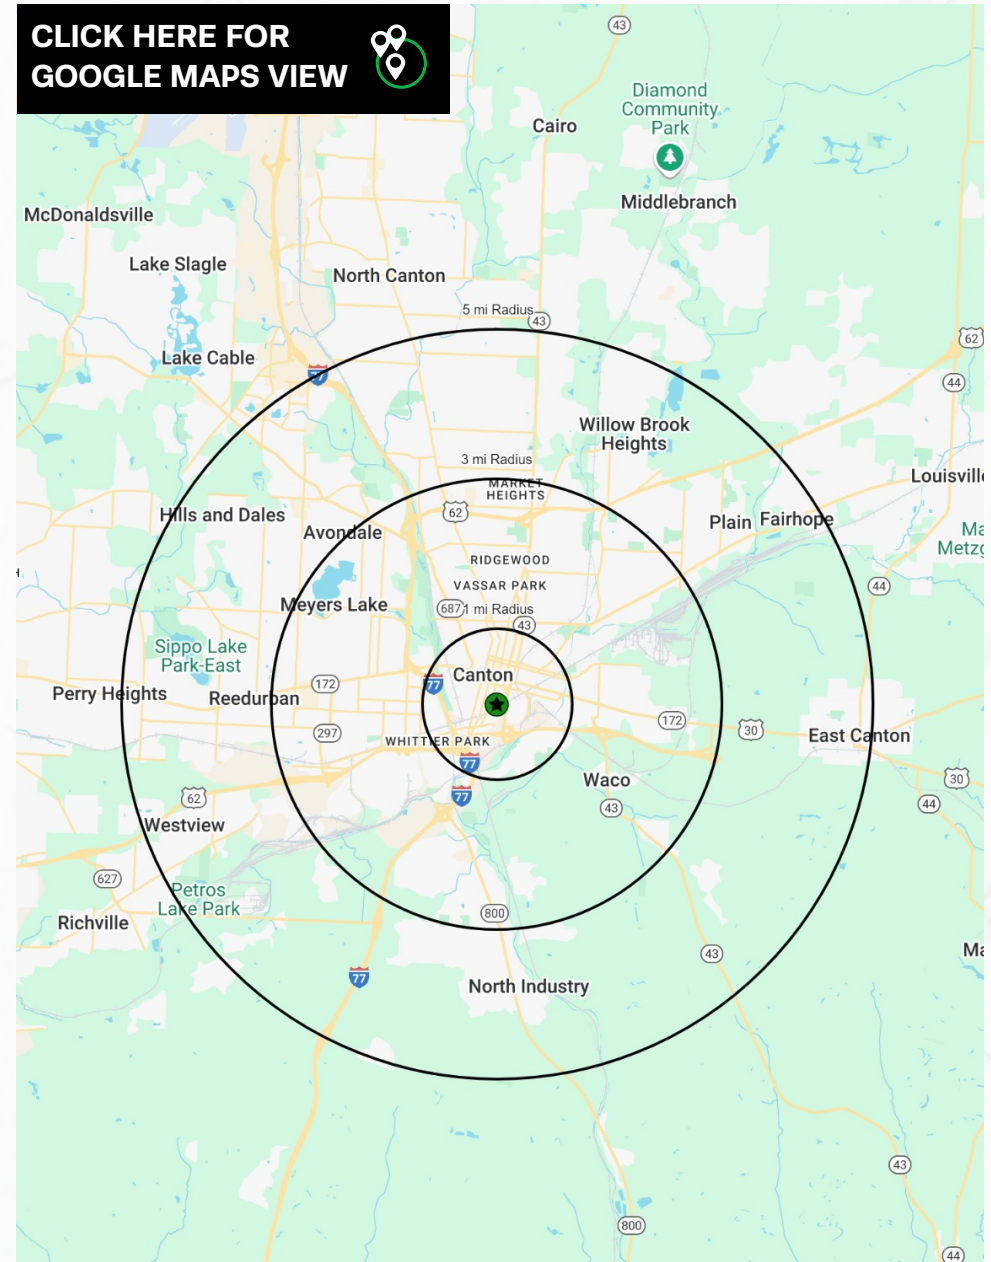 CLICK HERE FOR
GOOGLE MAPS VIEW
43
Diamond
Community
Park
Cairo
Middlebranch
McDonaldsville
Lake Slagle
North Canton
5 mi Radius
43
62
Lake Cable
77
44
Willow Brook
Heights
3 mi Radius
Louisville
MARKET
HEIGHTS
62
Hills and Dales
Plain
Fairhope
Avondale
Ma
Metzg
RIDGEWOOD
VASSAR PARK
44
Meyers Lake
687
1 mi Radius
43
Sippo Lake
Park-East
Canton
172
77
Perry Heights
Reedurban
172
30
297
WHITTIER PARK
East Canton
77
Waco
30
62
77
43
44
Westview
627
Petros
Lake Park
Richville
800
43
Ma
77
North Industry
43
800
44